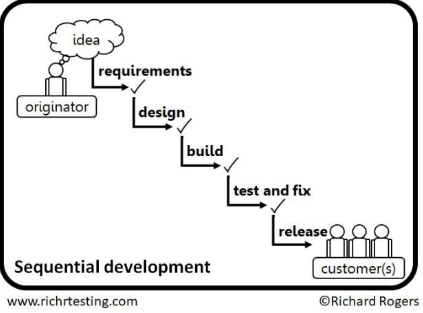 idea
requirements
originator
design
build
test and fix
release
Sequential development
customer(s)
www.richrtesting.com
©Richard Rogers